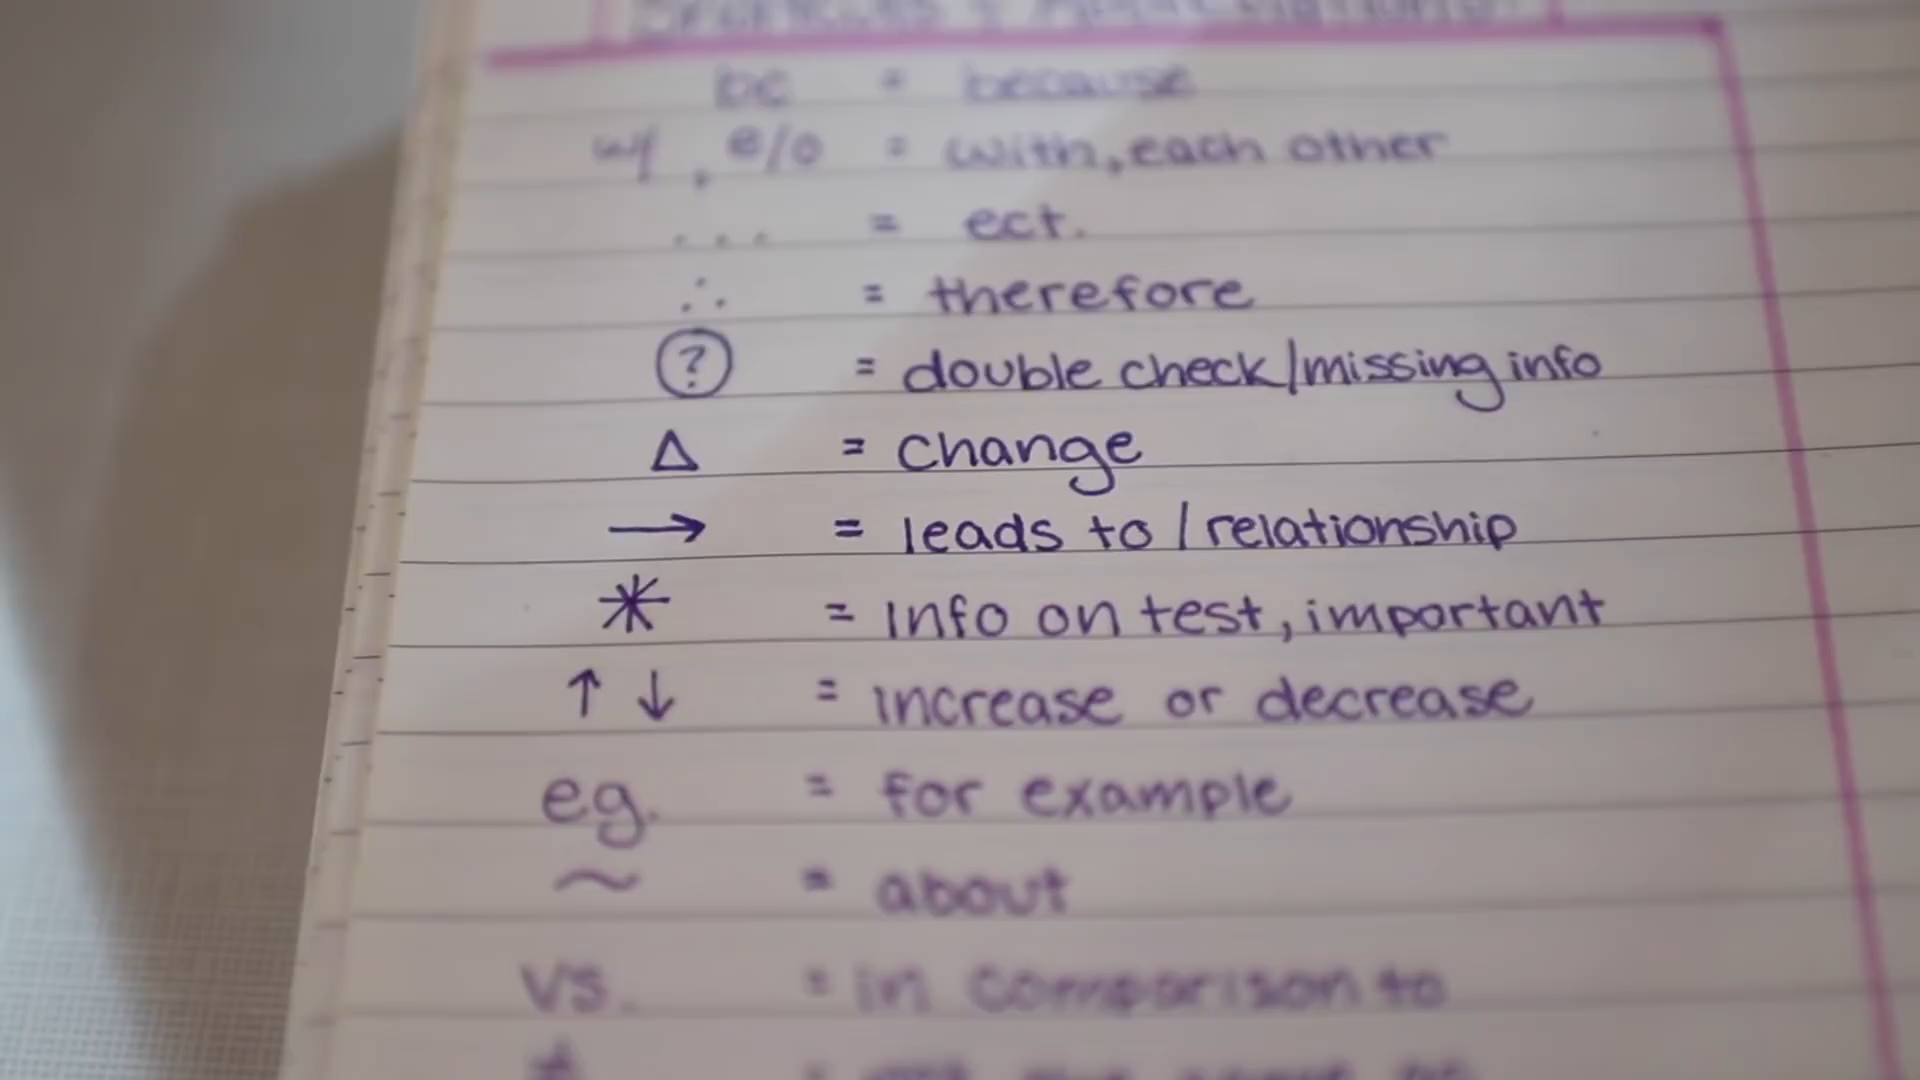 bc = because
w/, e/o = with, each other
... = ect.
∴ = therefore
? = double check/missing info
Δ = change
→ = leads to / relationship
* = info on test, important
↑ ↓ = increase or decrease
eg. = for example
~ = about
vs. = in comparison to